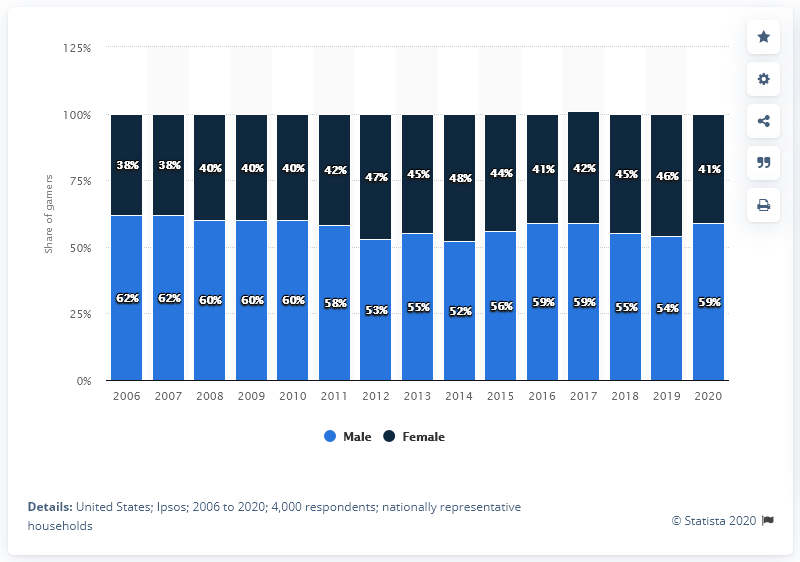 125%
100%
75%
50%
25%
0%
Share of gamers
38% 38% 40% 40% 40% 42% 47% 45% 48% 44% 41% 42% 45% 46% 41%
62% 62% 60% 60% 60% 58% 53% 55% 52% 56% 59% 59% 55% 54% 59%
2006 2007 2008 2009 2010 2011 2012 2013 2014 2015 2016 2017 2018 2019 2020
Male Female
Details: United States; Ipsos; 2006 to 2020; 4,000 respondents; nationally representative
households
© Statista 2020